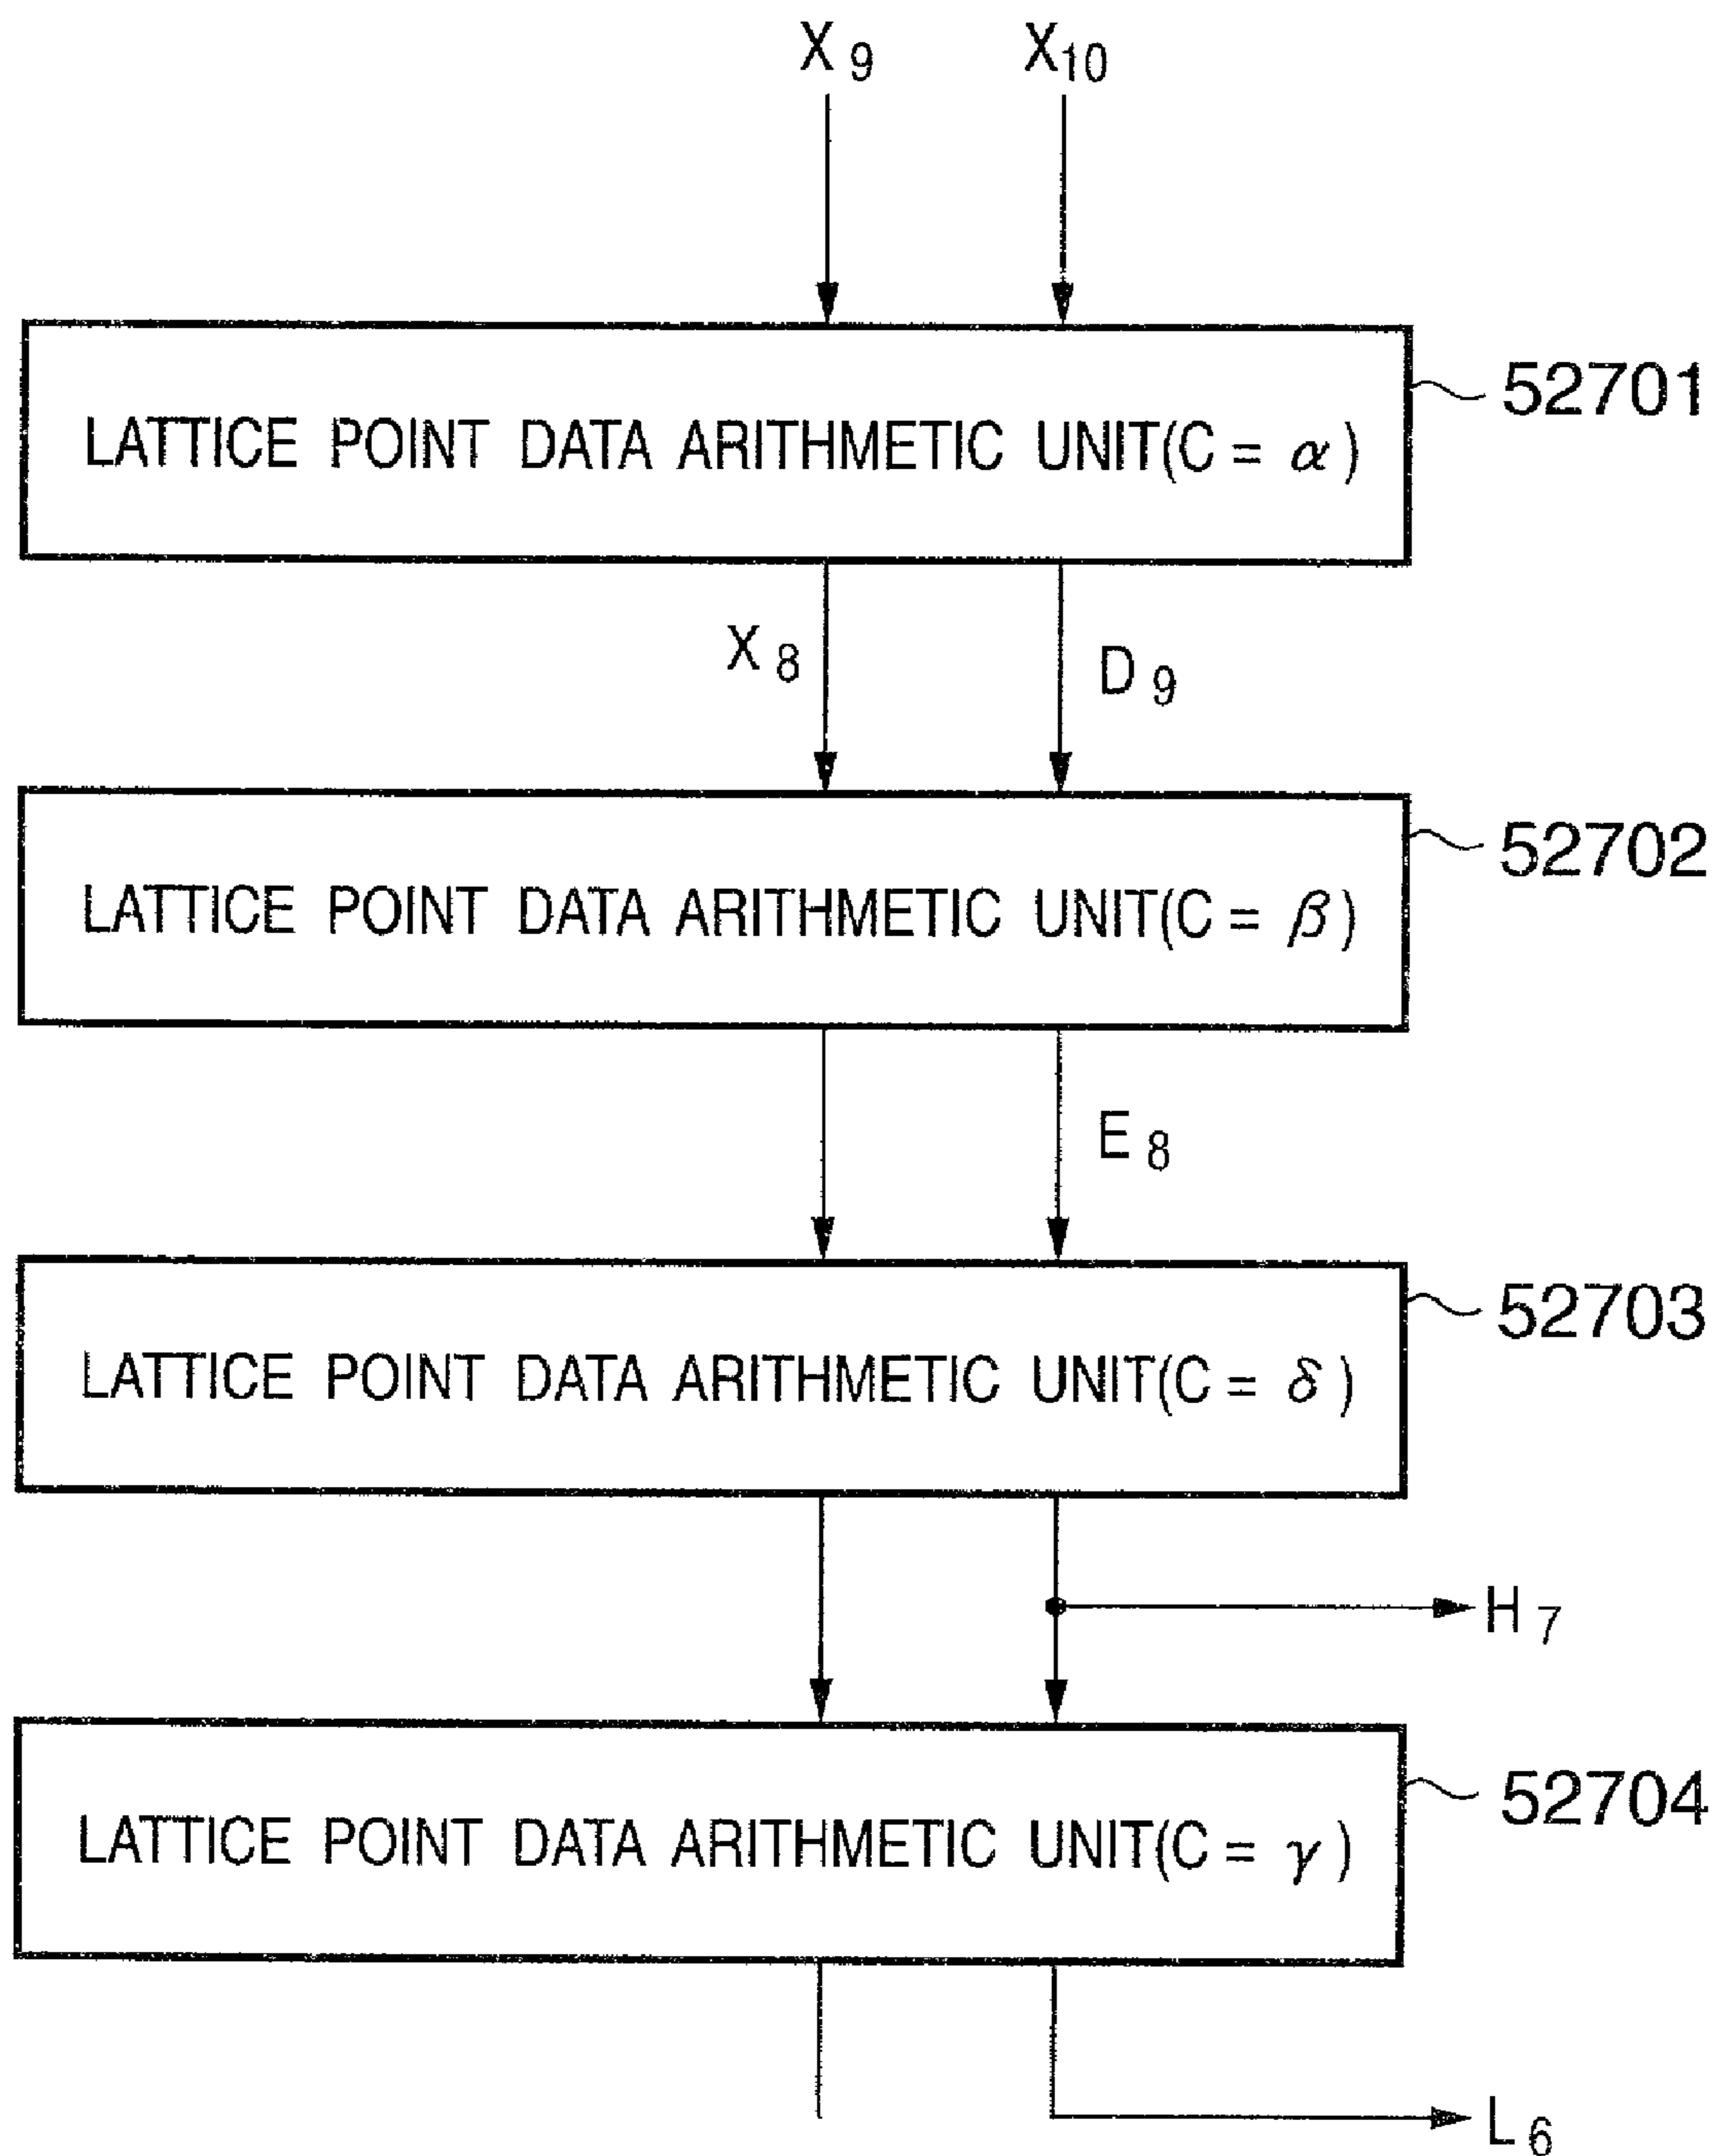 X₉ X₁₀
LATTICE POINT DATA ARITHMETIC UNIT(C = α) 52701
X₈ D₉
LATTICE POINT DATA ARITHMETIC UNIT(C = β) 52702
E₈
LATTICE POINT DATA ARITHMETIC UNIT(C = δ) 52703
H₇
LATTICE POINT DATA ARITHMETIC UNIT(C = γ) 52704
L₆